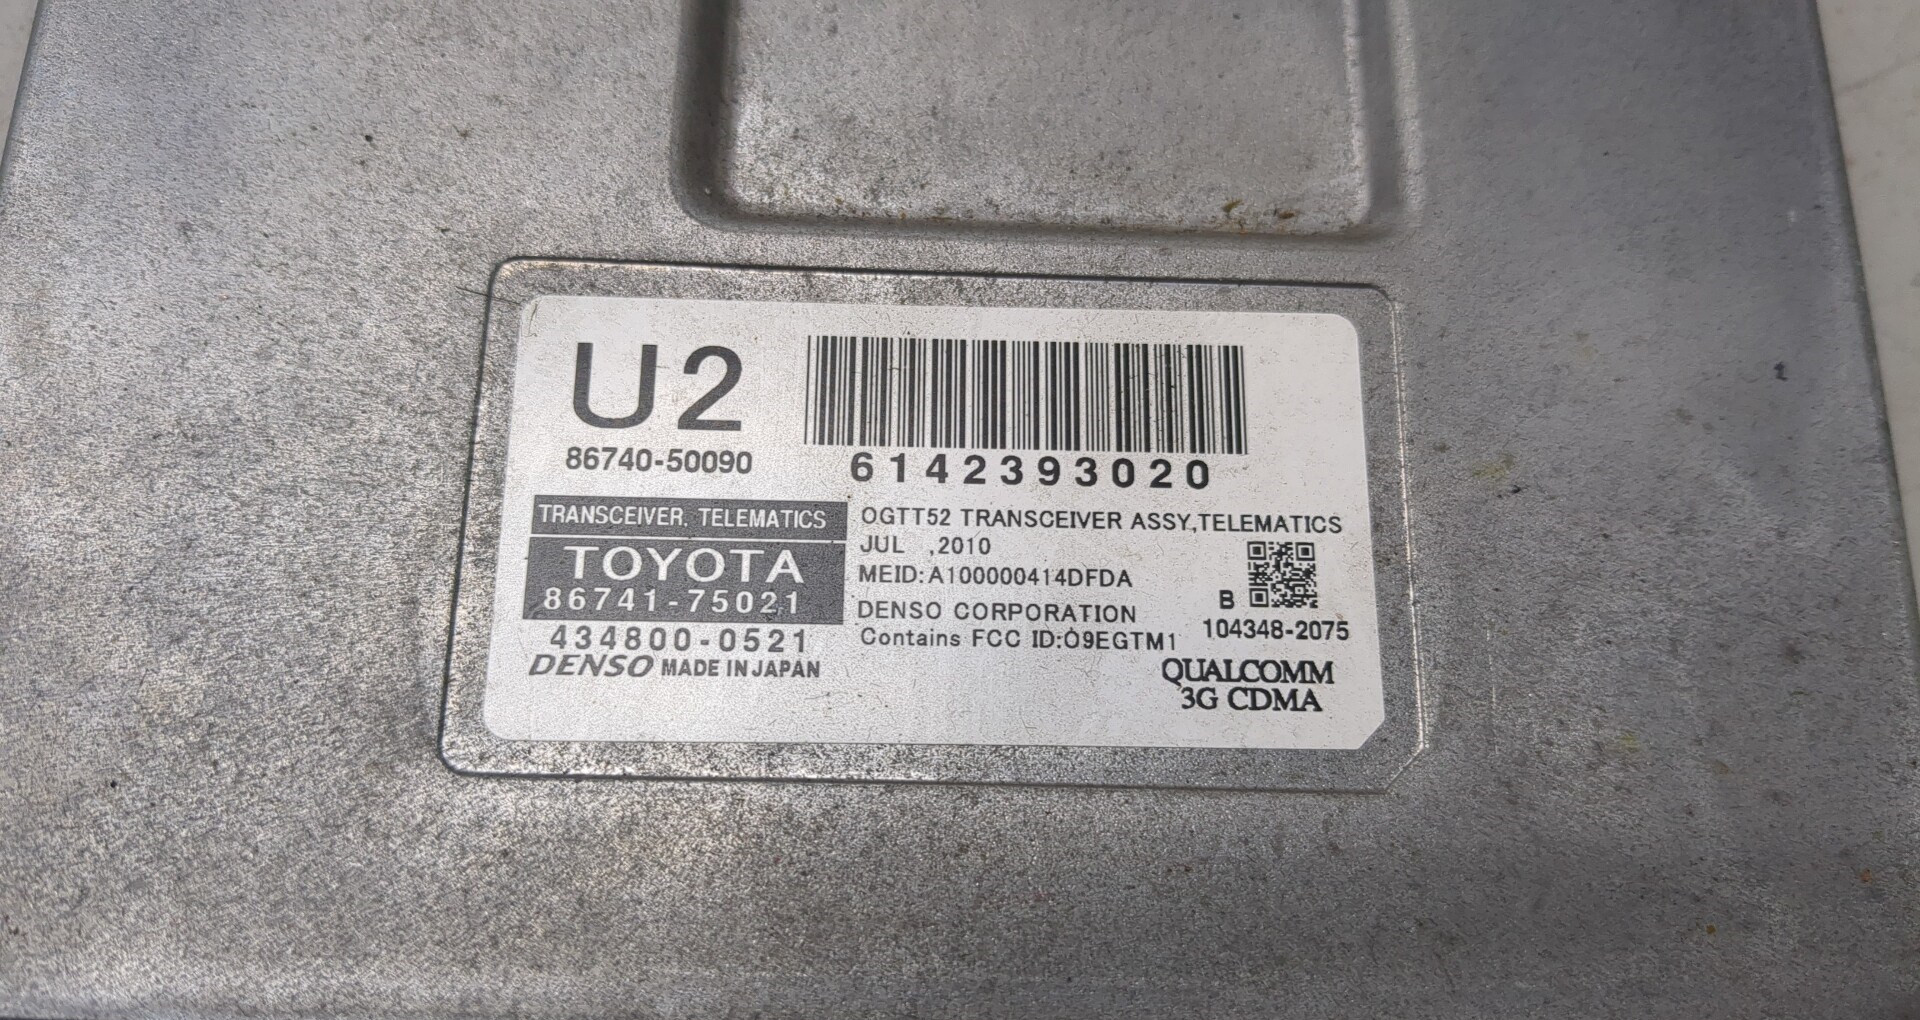 U2
86740-50090
6142393020
TRANSCEIVER, TELEMATICS
TOYOTA
86741-75021
434800-0521
DENSO MADE IN JAPAN
OGTT52 TRANSCEIVER ASSY,TELEMATICS
JUL ,2010
MEID:A100000414DFDA
DENSO CORPORATION
Contains FCC ID:O9EGTM1
B
104348-2075
QUALCOMM
3G CDMA